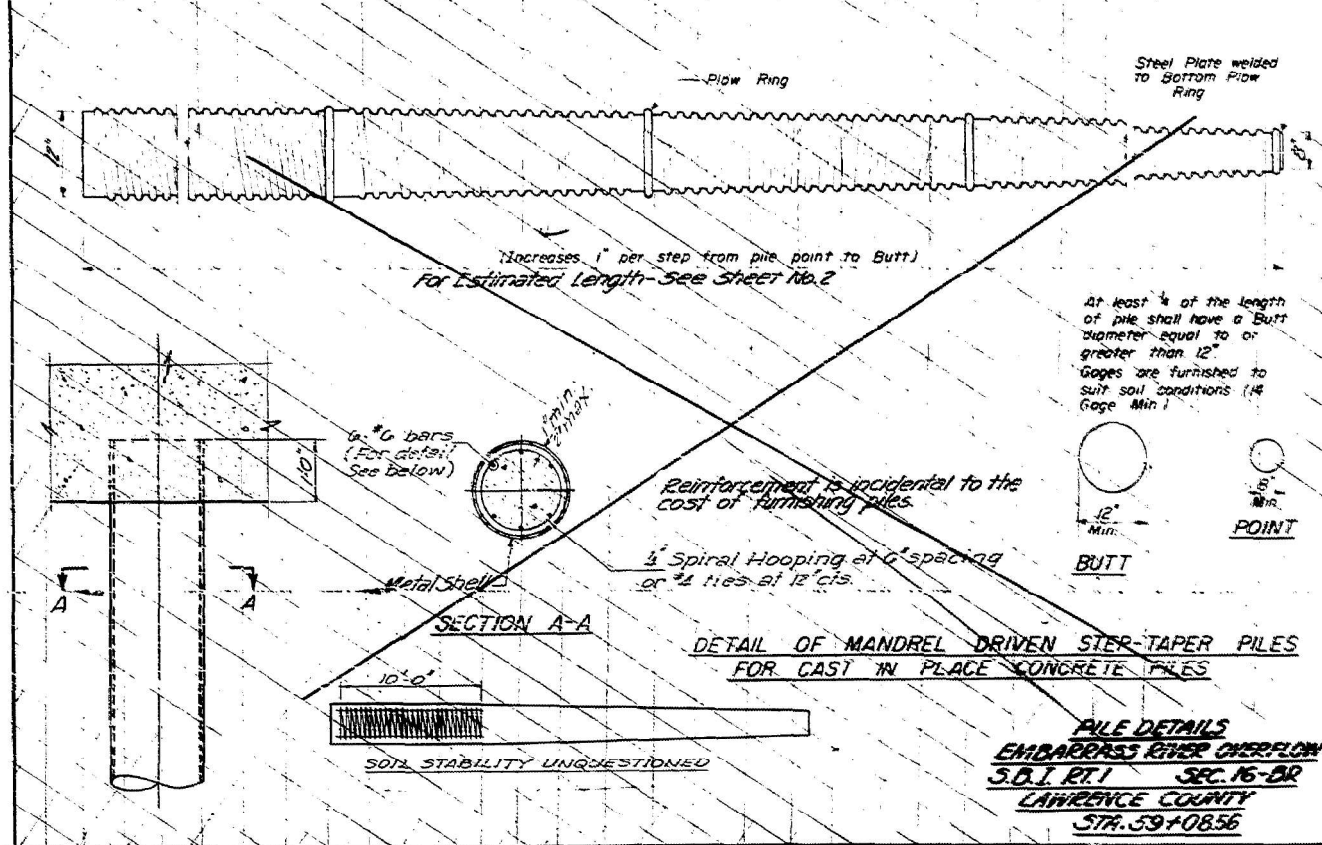 Plow Ring
Steel Plate welded
to Bottom Plow
Ring
12"
8"
(Increases 1" per step from pile point to Butt)
For Estimated Length-See Sheet No.2
At least ¼ of the length
of pile shall have a Butt
diameter equal to or
greater than 12"
Gages are furnished to
suit soil conditions (14
Gage Min.)
6-#6 bars
(For detail
See below)
1" min.
2" max.
1'-0"
Reinforcement is incidental to the
cost of furnishing piles.
12"
Min.
BUTT
Min.
POINT
¼" Spiral Hooping at 6" spacing
or #4 ties at 12" cts.
Metal Shell
A
A
SECTION A-A
DETAIL OF MANDREL DRIVEN STEP-TAPER PILES
FOR CAST IN PLACE CONCRETE PILES
10'-0"
SOIL STABILITY UNQUESTIONED
PILE DETAILS
EMBARRASS RIVER OVERFLOW
S.B.I. RT.1 SEC. 16-BR
LAWRENCE COUNTY
STA. 59+08.56